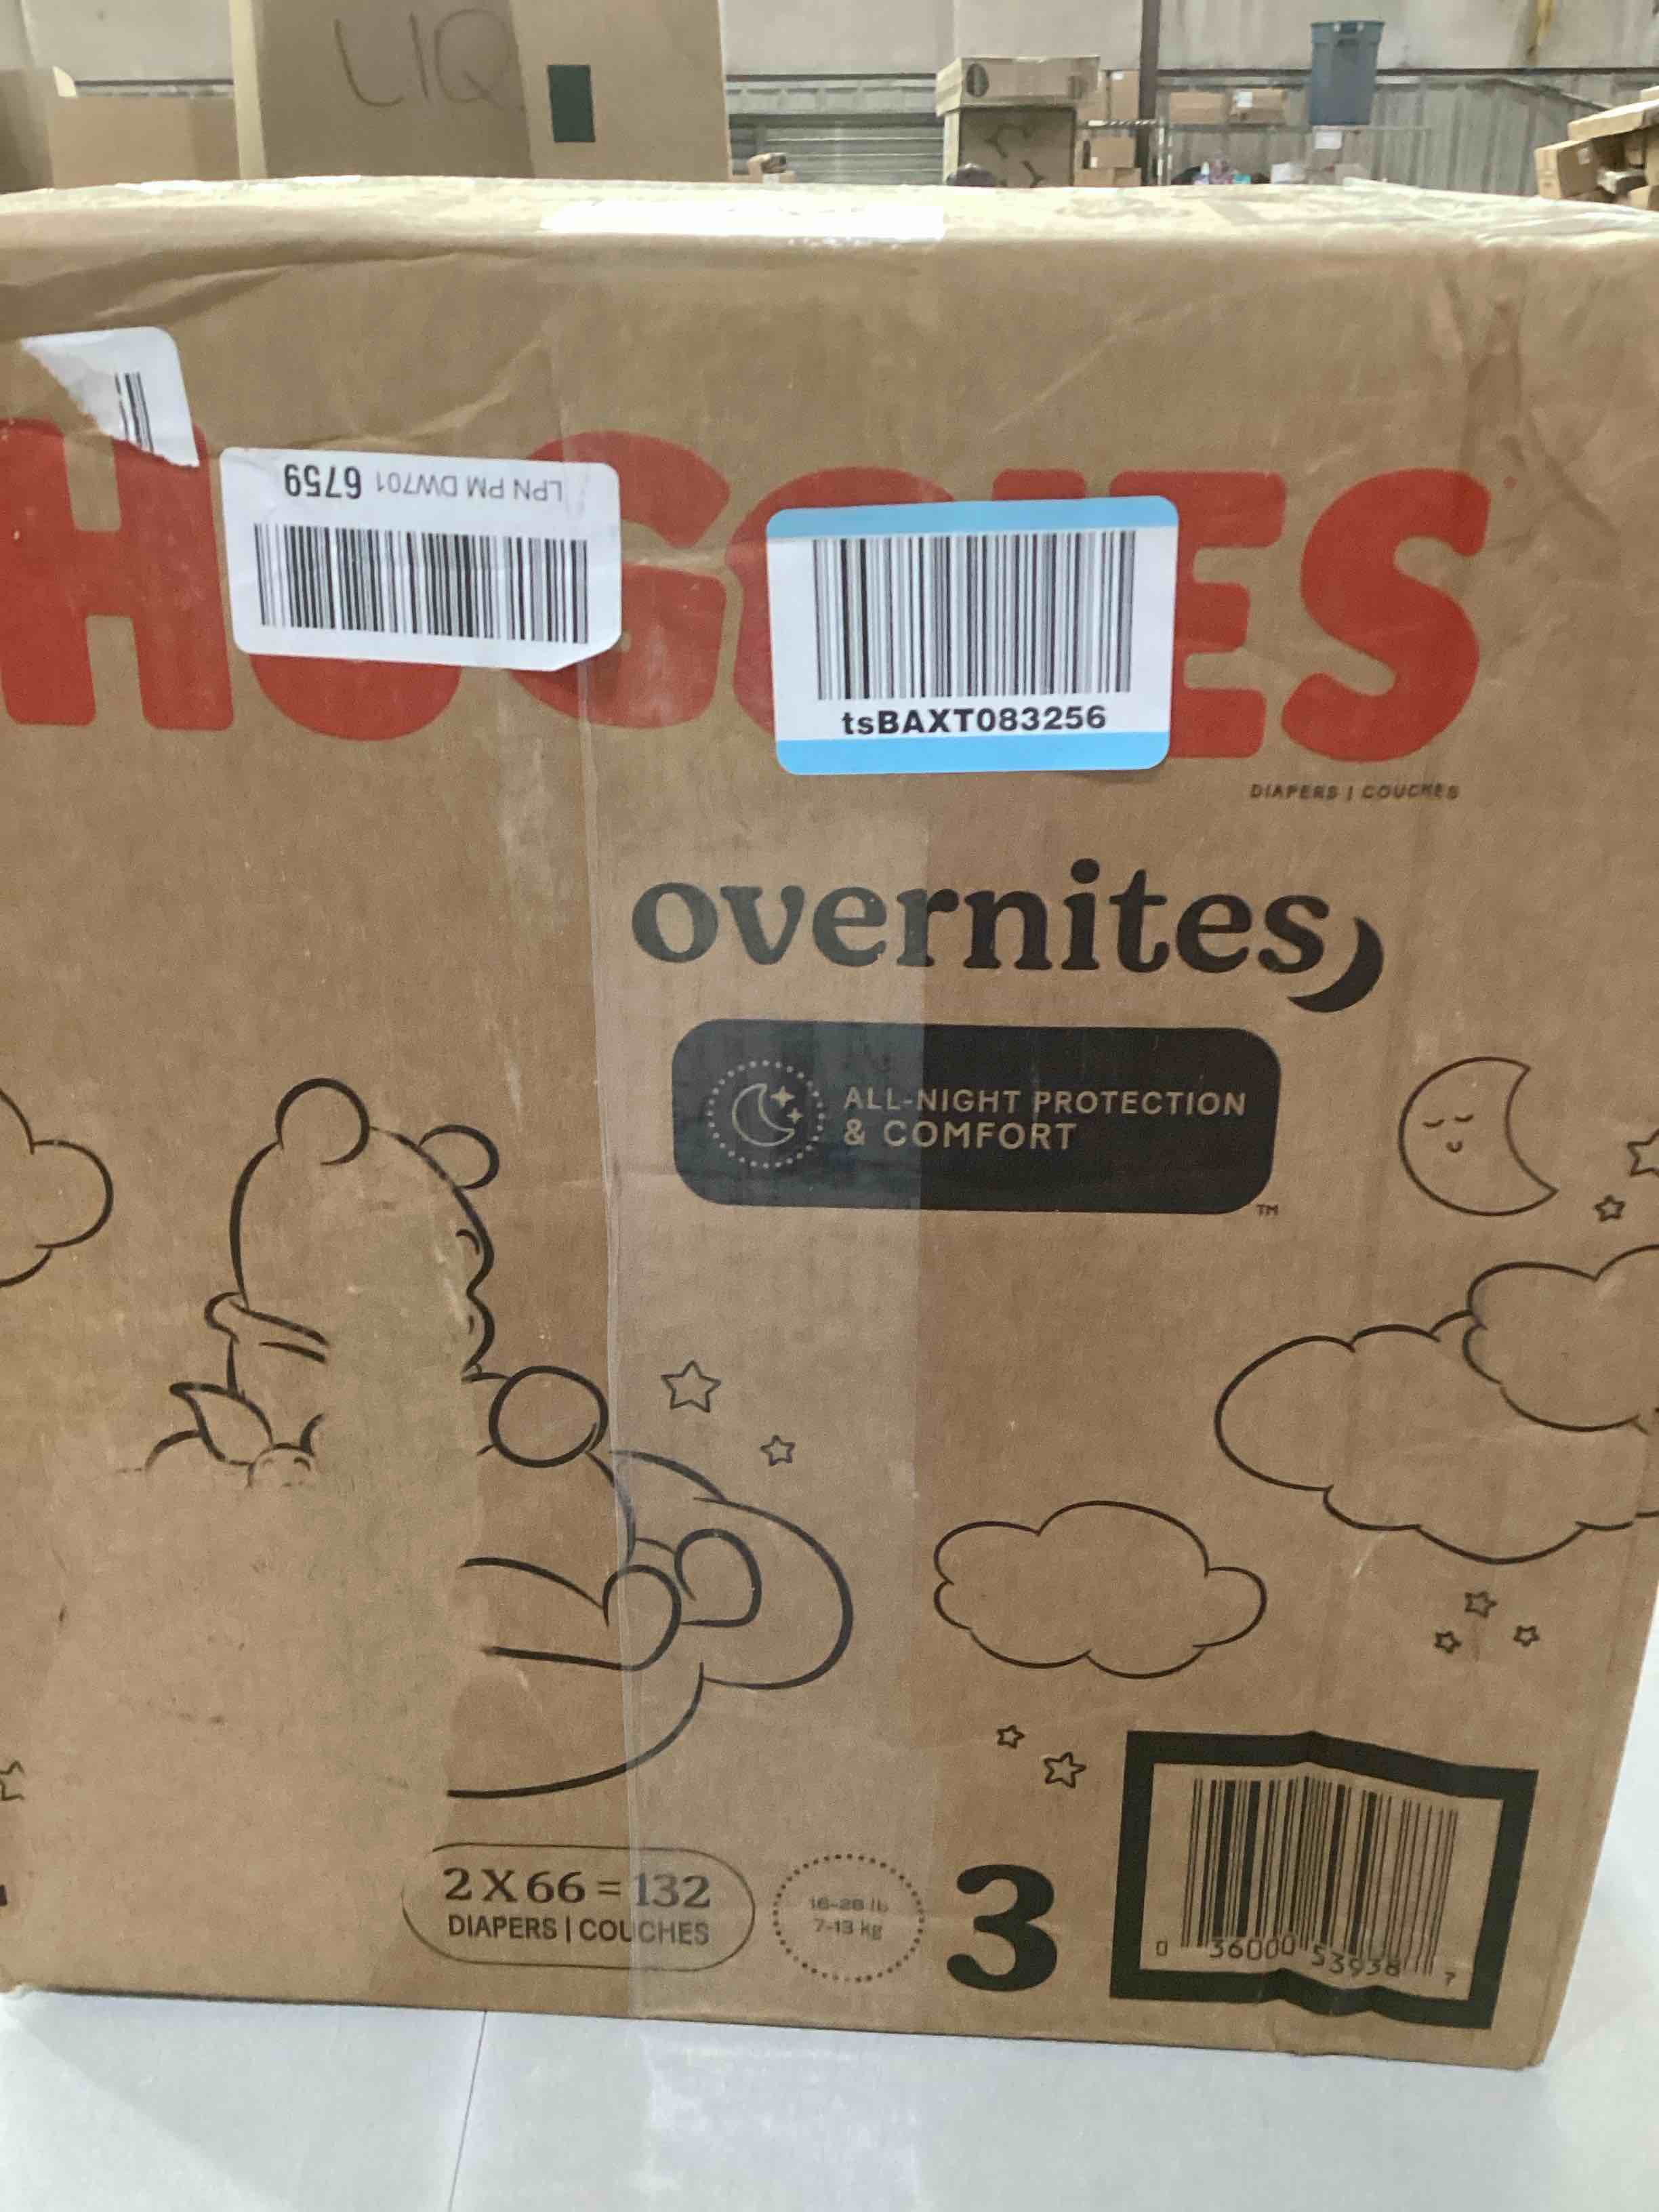 LIQ
LPN PM DW701 6759
HUGGIES
tsBAXT083256
DIAPERS | COUCHES
overnites
ALL-NIGHT PROTECTION
& COMFORT
TM
2 X 66 = 132
DIAPERS | COUCHES
16-28 lb
7-13 kg
3
0 36000 53938 7